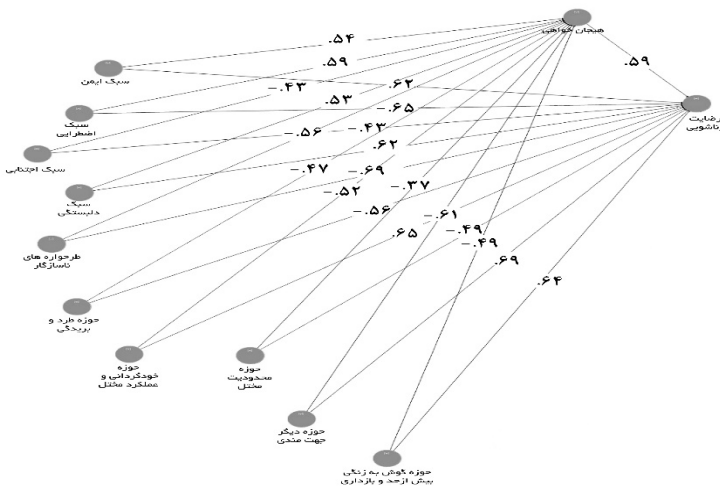 هیجان خواهی
.۵۴
.۵۹
.۵۹
سبک ایمن
-.۴۳
.۶۲
.۵۳
-.۶۵
رضایت
زناشویی
سبک
اضطرابی
-.۵۶
-.۴۳
.۶۲
سبک اجتنابی
-.۴۷
-.۶۹
-.۳۷
سبک
دلبستگی
-.۵۲
-.۵۶
-.۶۱
.۶۵
-.۴۹
-.۴۹
طرحواره های
ناسازگار
.۶۹
.۶۴
حوزه طرد و
بریدگی
حوزه
خودگردانی و
عملکرد مختل
حوزه
محدودیت
مختل
حوزه دیگر
جهت مندی
حوزه گوش به زنگی
بیش ازحد و بازداری